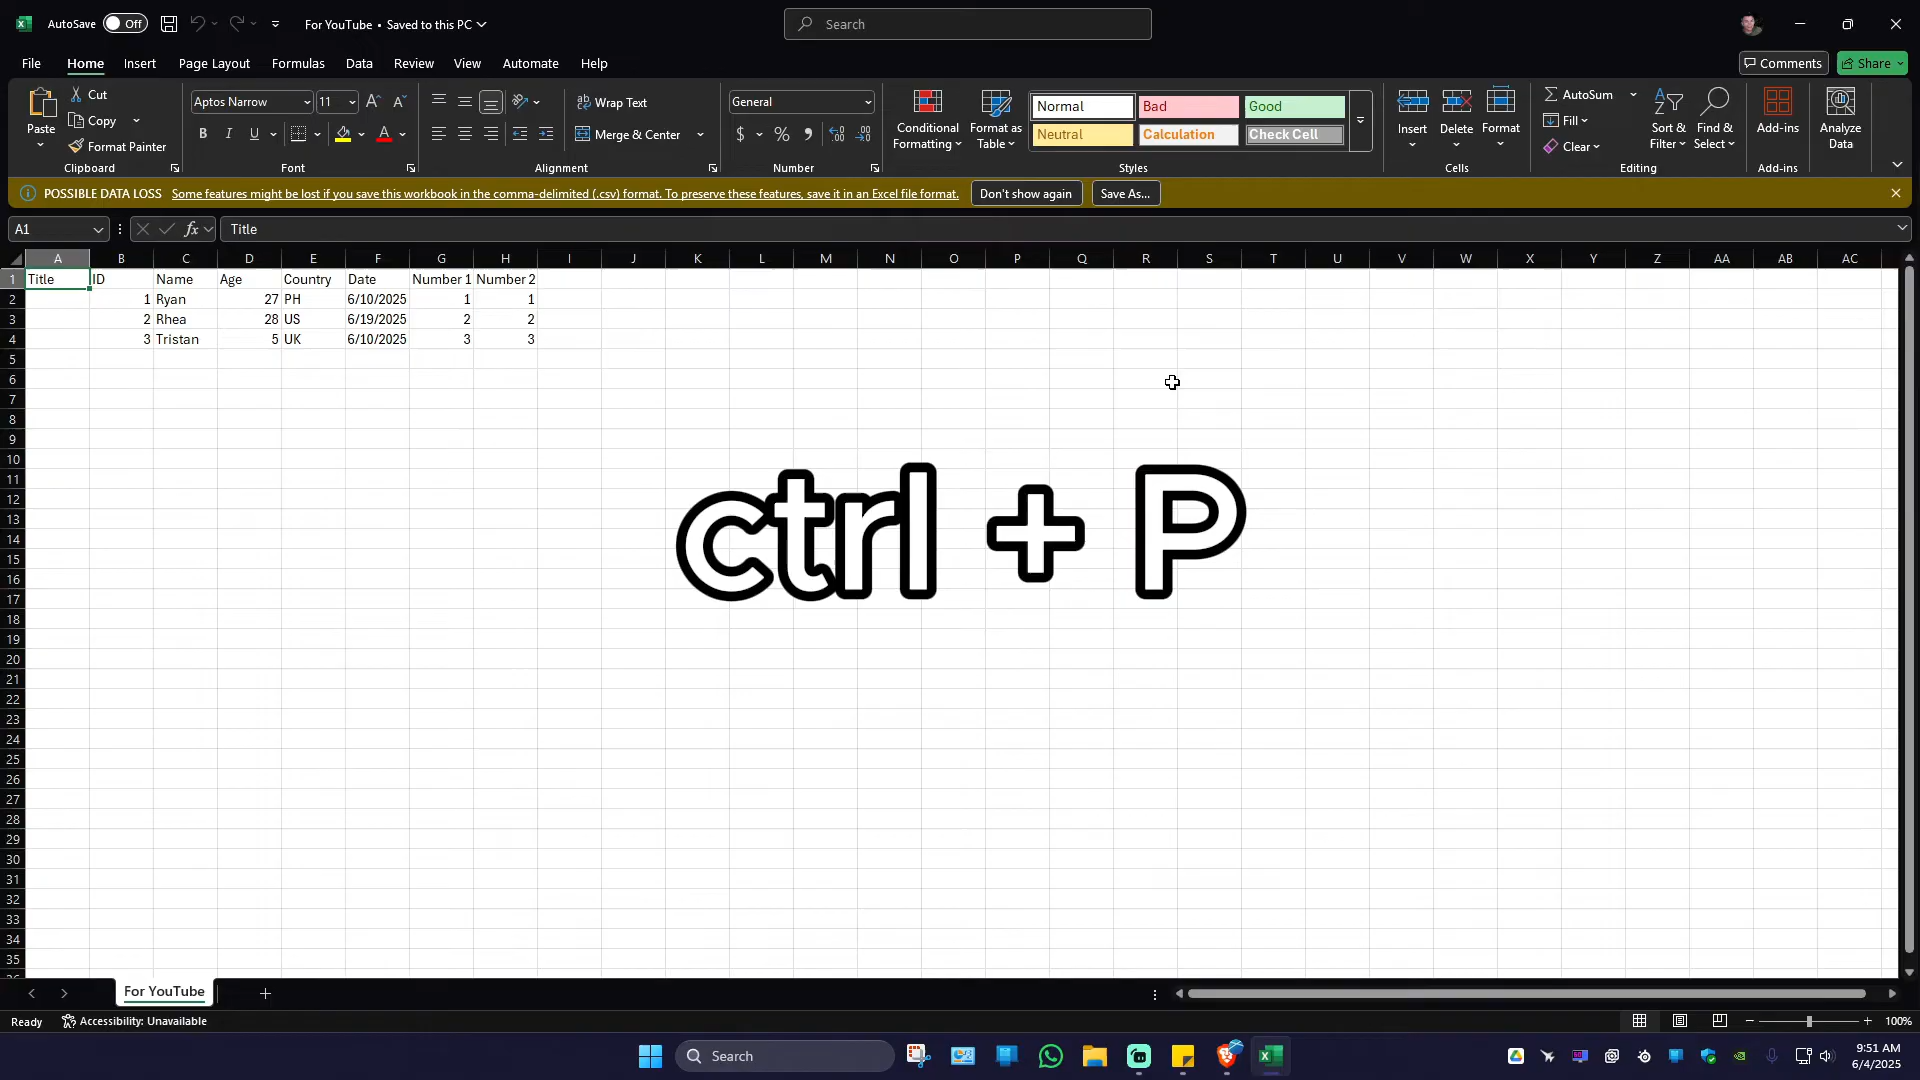 AutoSave Off For YouTube • Saved to this PC Search
File Home Insert Page Layout Formulas Data Review View Automate Help Comments Share
Paste Cut Copy Format Painter
Clipboard
Aptos Narrow 11 A A
B I U A
Font
Wrap Text
Merge & Center
Alignment
General
$ % 9
Number
Conditional Formatting
Format as Table
Normal Bad Good
Neutral Calculation Check Cell
Styles
Insert Delete Format
Cells
AutoSum
Fill
Clear
Sort & Filter
Find & Select
Editing
Add-ins
Add-ins
Analyze Data
POSSIBLE DATA LOSS Some features might be lost if you save this workbook in the comma-delimited (.csv) format. To preserve these features, save it in an Excel file format. Don't show again Save As...
A1 fx Title
A B C D E F G H I J K L M N O P Q R S T U V W X Y Z AA AB AC
1 Title ID Name Age Country Date Number 1 Number 2
2 1 Ryan 27 PH 6/10/2025 1 1
3 2 Rhea 28 US 6/19/2025 2 2
4 3 Tristan 5 UK 6/10/2025 3 3
5
6
7
8
9
10
11
12
13
14
15
16
17
18
19
20
21
22
23
24
25
26
27
28
29
30
31
32
33
34
35
ctrl + P
For YouTube
Ready Accessibility: Unavailable 100%
Search
9:51 AM
6/4/2025